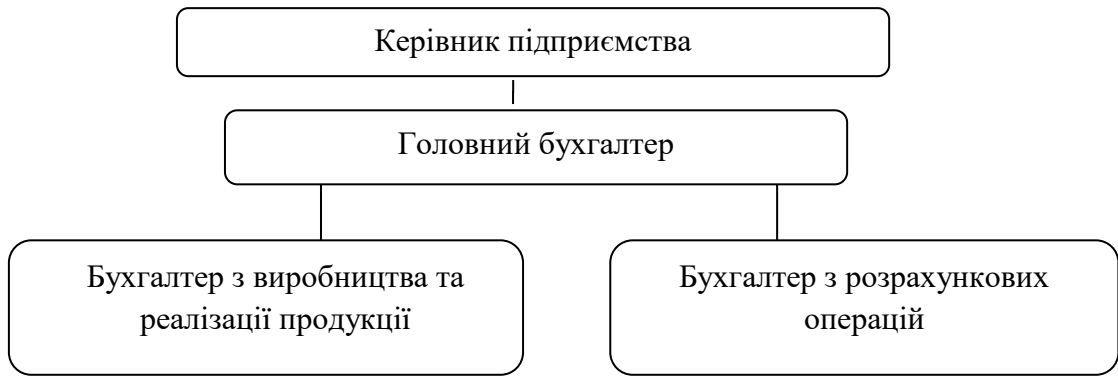 Керівник підприємства
Головний бухгалтер
Бухгалтер з виробництва та
реалізації продукції
Бухгалтер з розрахункових
операцій